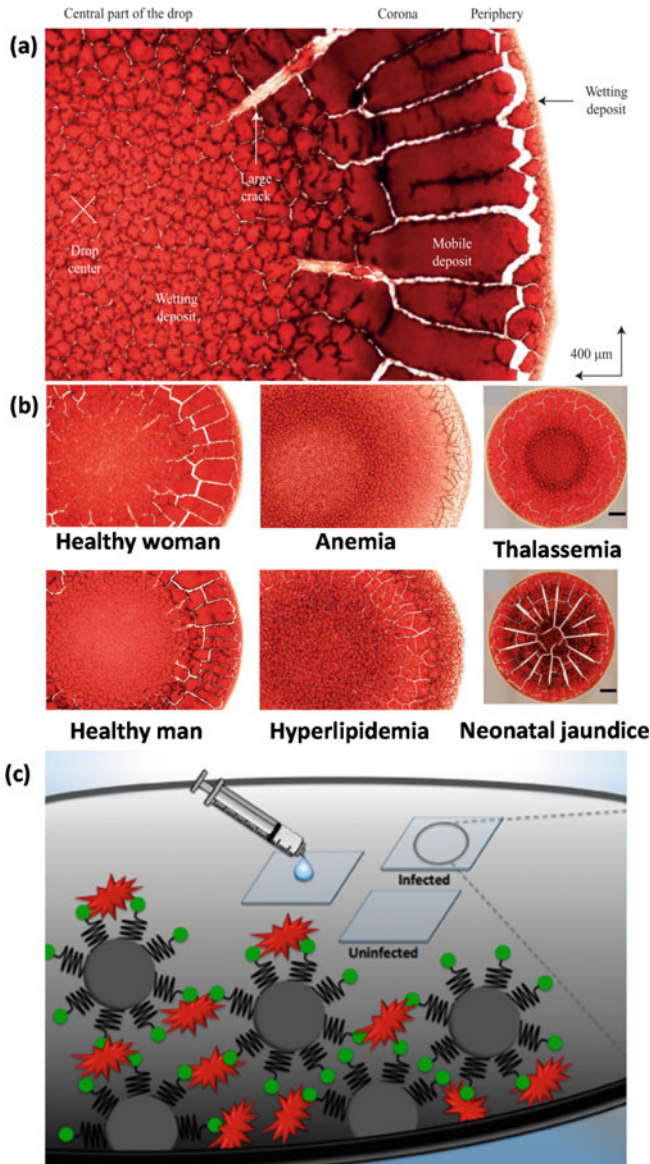 Central part of the drop
Corona
Periphery
(a)
Wetting
deposit
Large
crack
Drop
center
Mobile
deposit
Wetting
deposit
400 μm
(b)
Healthy woman
Anemia
Thalassemia
Healthy man
Hyperlipidemia
Neonatal jaundice
(c)
Infected
Uninfected